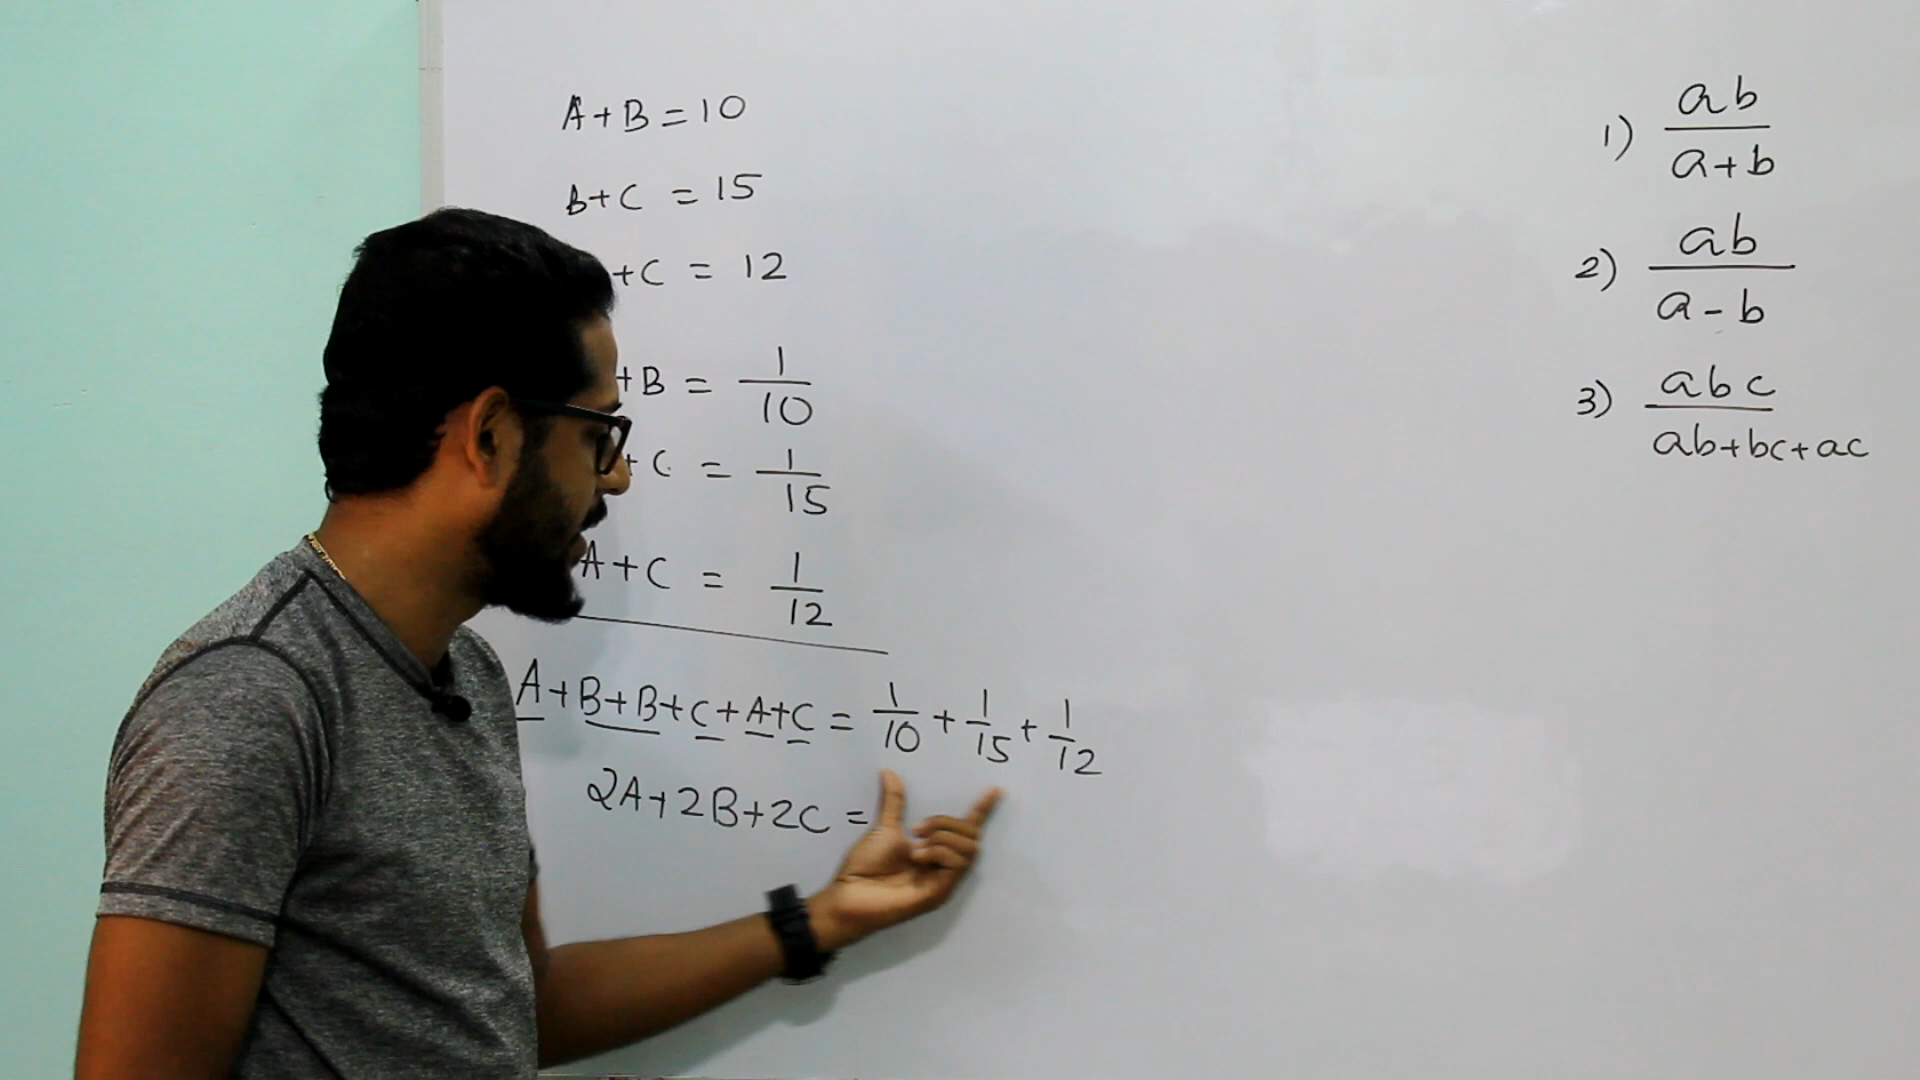 A+B=10
B+C = 15
+C = 12
+B = 1/10
+C = 1/15
A+C = 1/12
A+B+B+C+A+C = 1/10 + 1/15 + 1/12
2A+2B+2C =
1) ab/a+b
2) ab/a-b
3) abc/ab+bc+ac